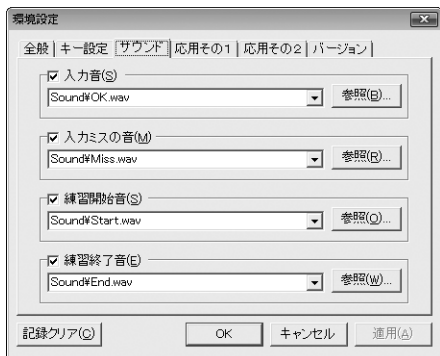 環境設定
全般 キー設定 サウンド 応用その1 応用その2 バージョン
入力音(S)
Sound¥OK.wav 参照(B)...
入力ミスの音(M)
Sound¥Miss.wav 参照(R)...
練習開始音(S)
Sound¥Start.wav 参照(O)...
練習終了音(E)
Sound¥End.wav 参照(W)...
記録クリア(C) OK キャンセル 適用(A)